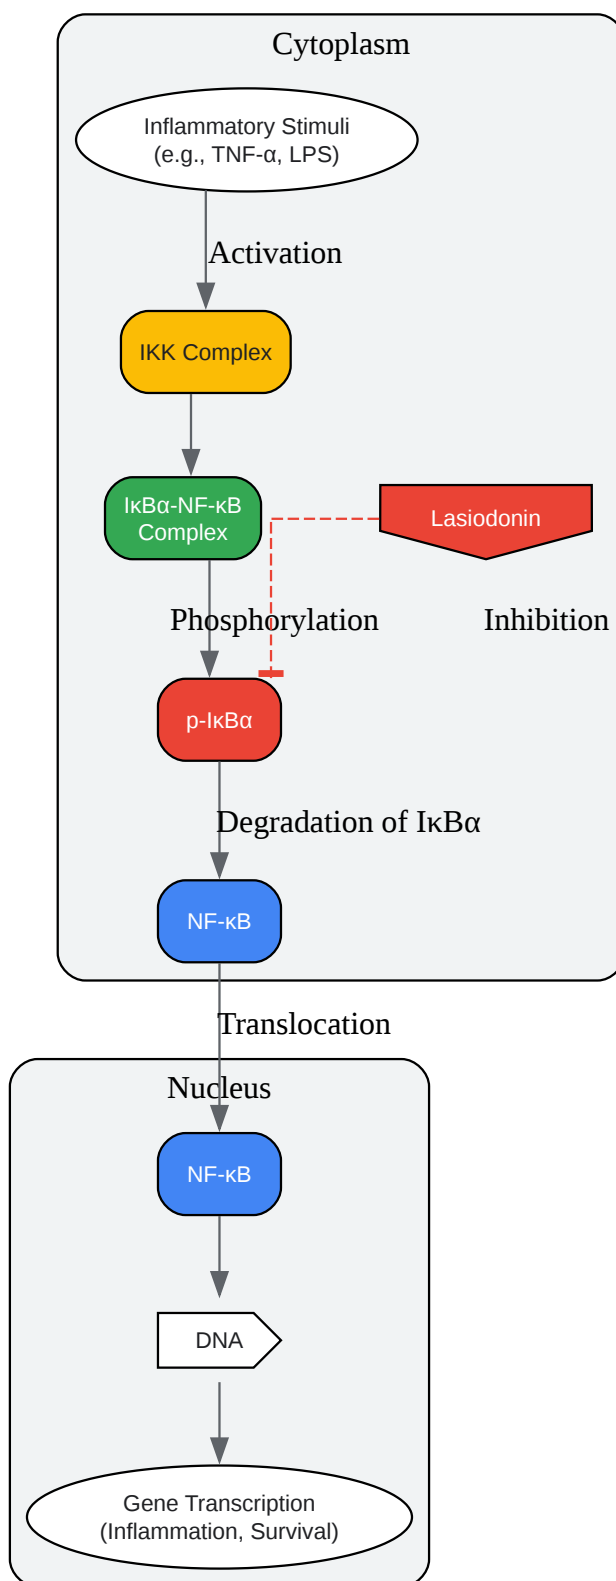 Cytoplasm
Inflammatory Stimuli
(e.g., TNF-α, LPS)
Activation
IKK Complex
IκBα-NF-κB
Complex
Lasiodonin
Phosphorylation
Inhibition
p-IκBα
Degradation of IκBα
NF-κB
Translocation
Nucleus
NF-κB
DNA
Gene Transcription
(Inflammation, Survival)